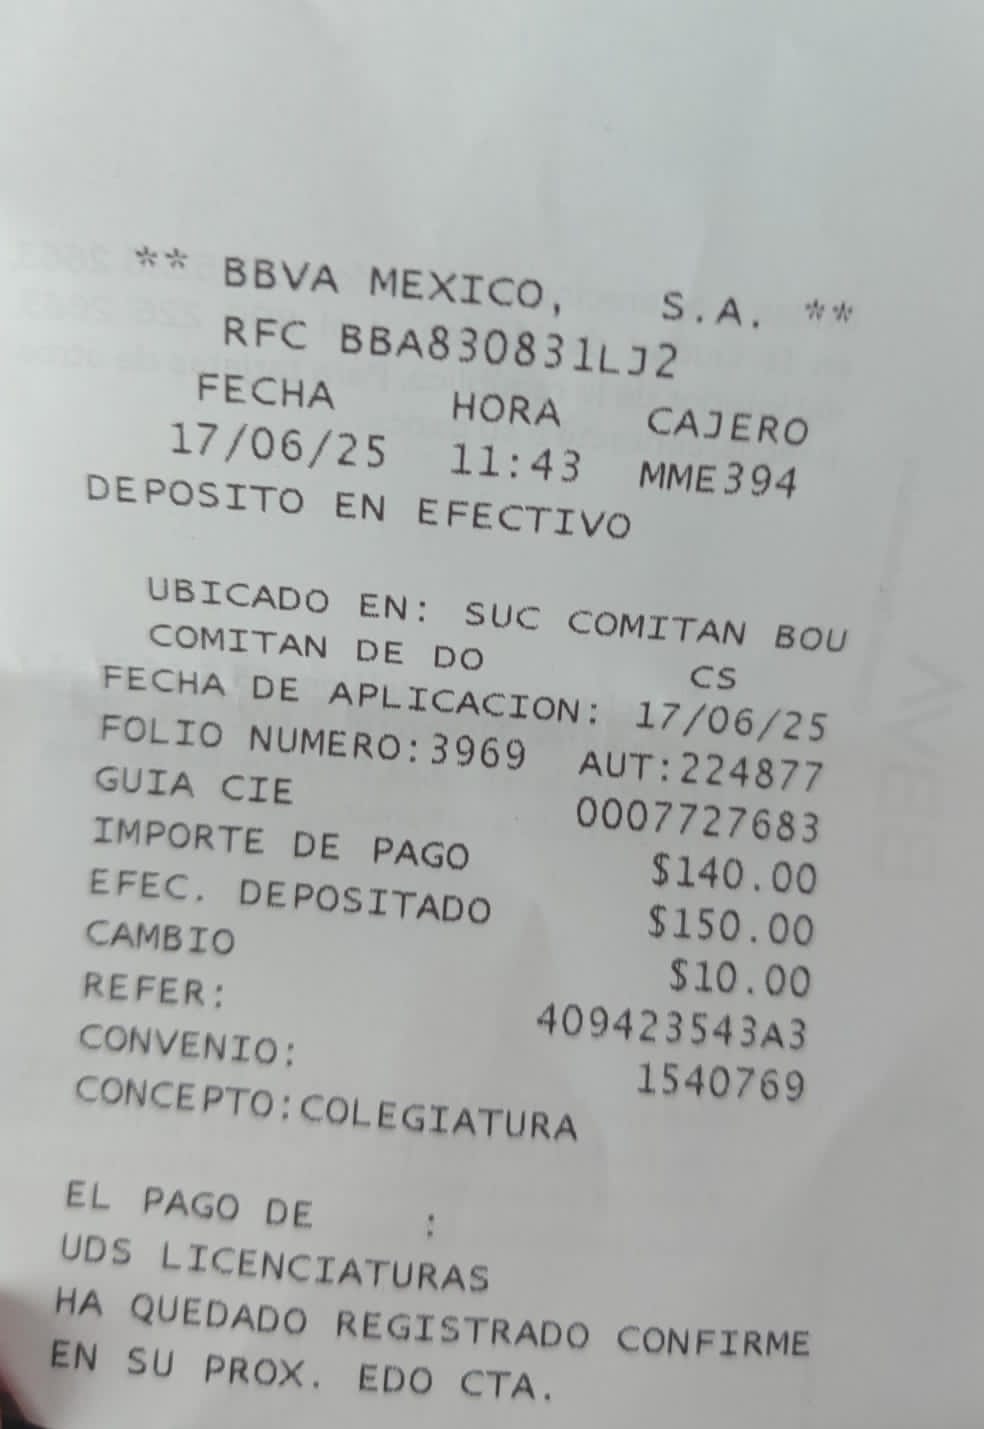 ** BBVA MEXICO, S.A. **
RFC BBA830831LJ2
FECHA HORA CAJERO
17/06/25 11:43 MME394
DEPOSITO EN EFECTIVO
UBICADO EN: SUC COMITAN BOU
COMITAN DE DO CS
FECHA DE APLICACION: 17/06/25
FOLIO NUMERO:3969 AUT:224877
GUIA CIE 0007727683
IMPORTE DE PAGO $140.00
EFEC. DEPOSITADO $150.00
CAMBIO $10.00
REFER: 409423543A3
CONVENIO: 1540769
CONCEPTO:COLEGIATURA
EL PAGO DE :
UDS LICENCIATURAS
HA QUEDADO REGISTRADO CONFIRME
EN SU PROX. EDO CTA.